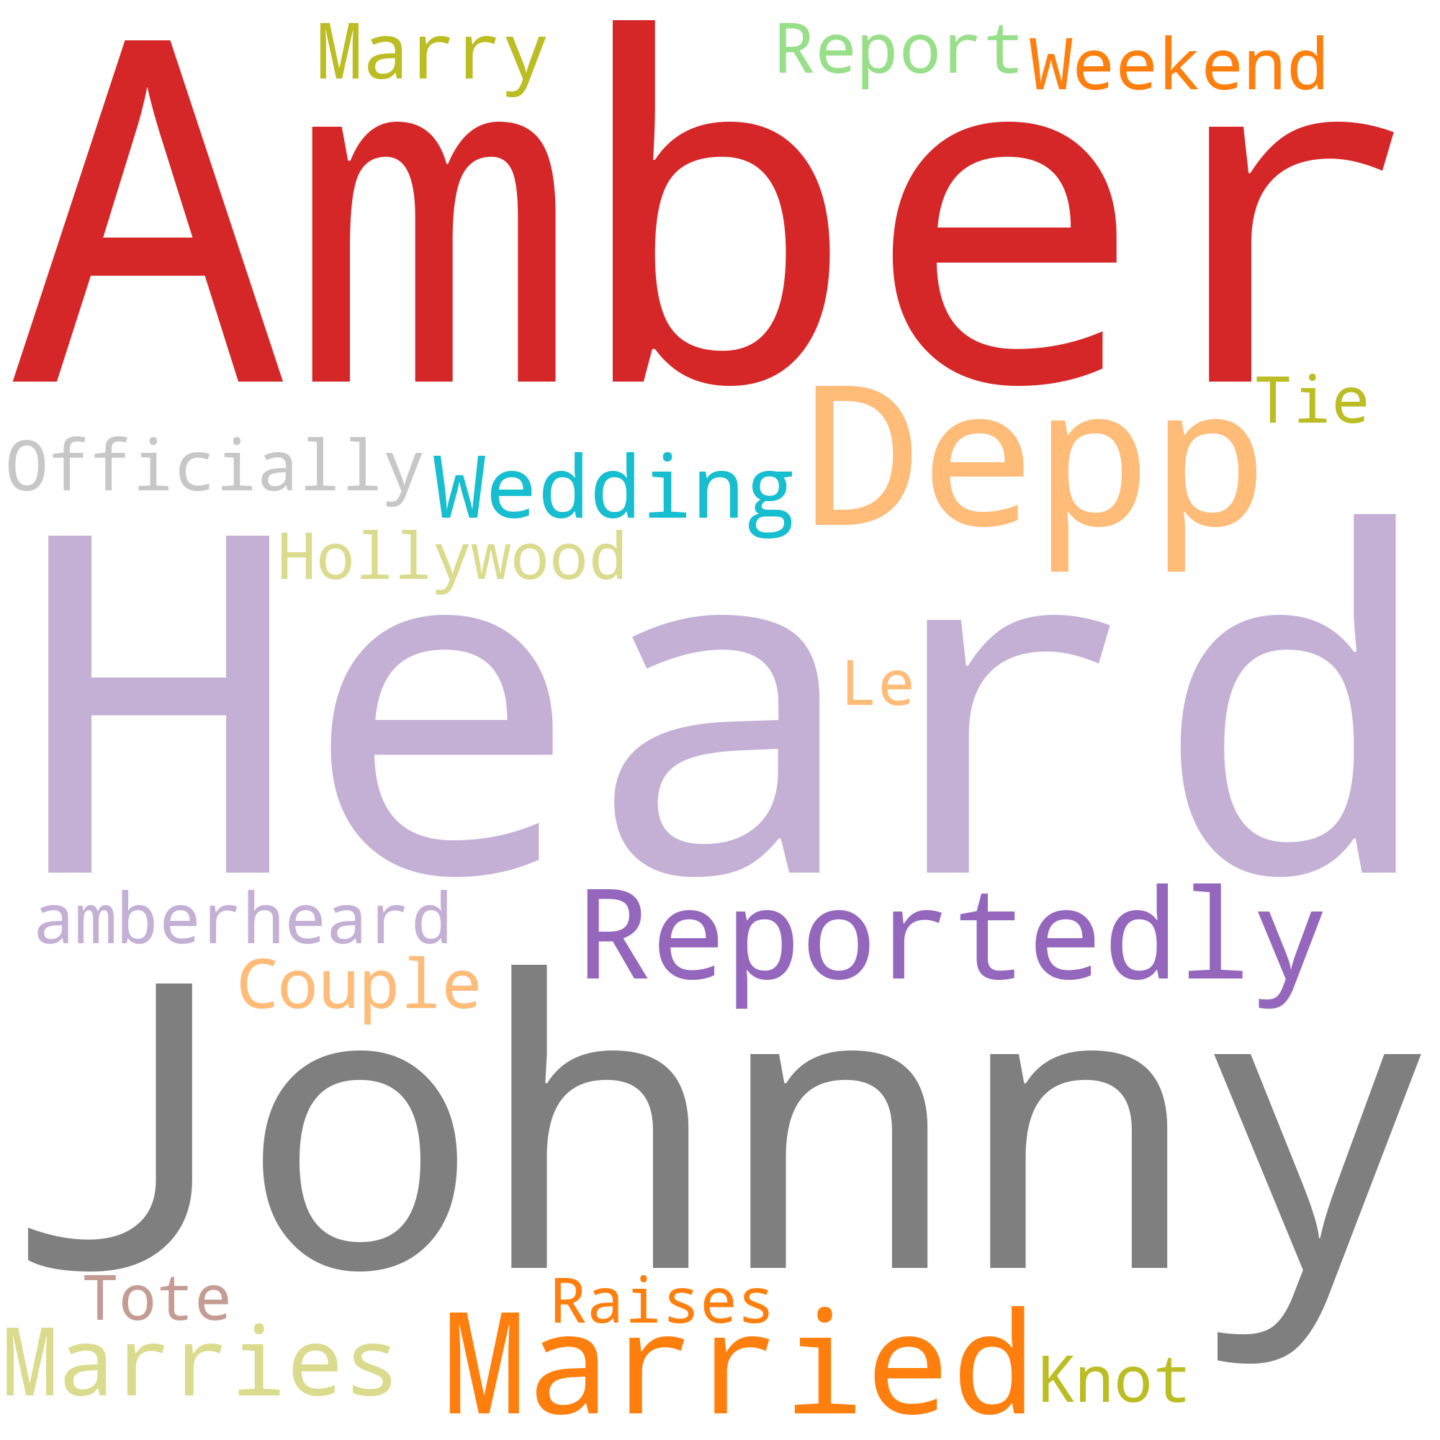 Marry Report Weekend
Amber
Tie
Officially Wedding Depp
Hollywood
Heard
Le
amberheard Reportedly
Couple
Johnny
Tote Raises
Marries Married Knot